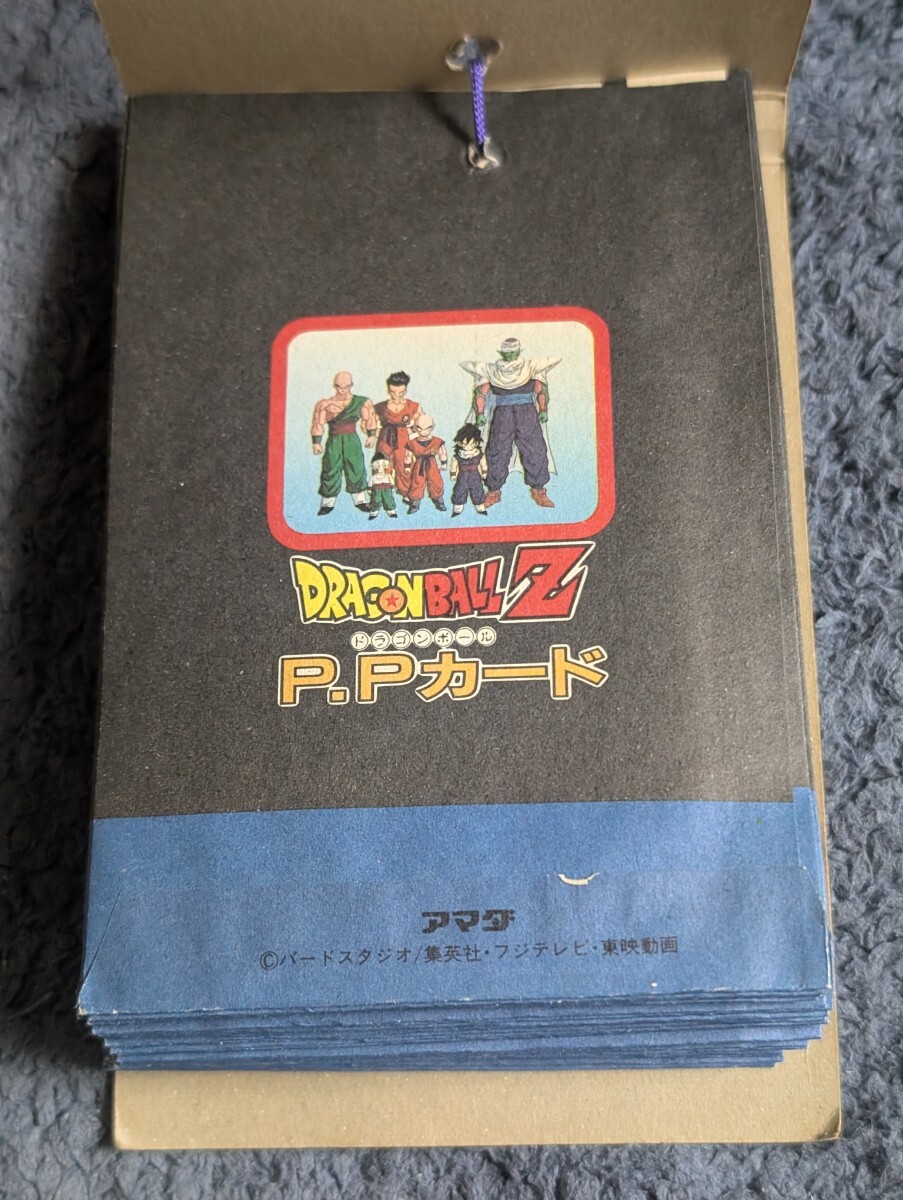 DRAGONBALL Z
ドラゴンボール
P.Pカード
アマダ
©バードスタジオ/集英社・フジテレビ・東映動画